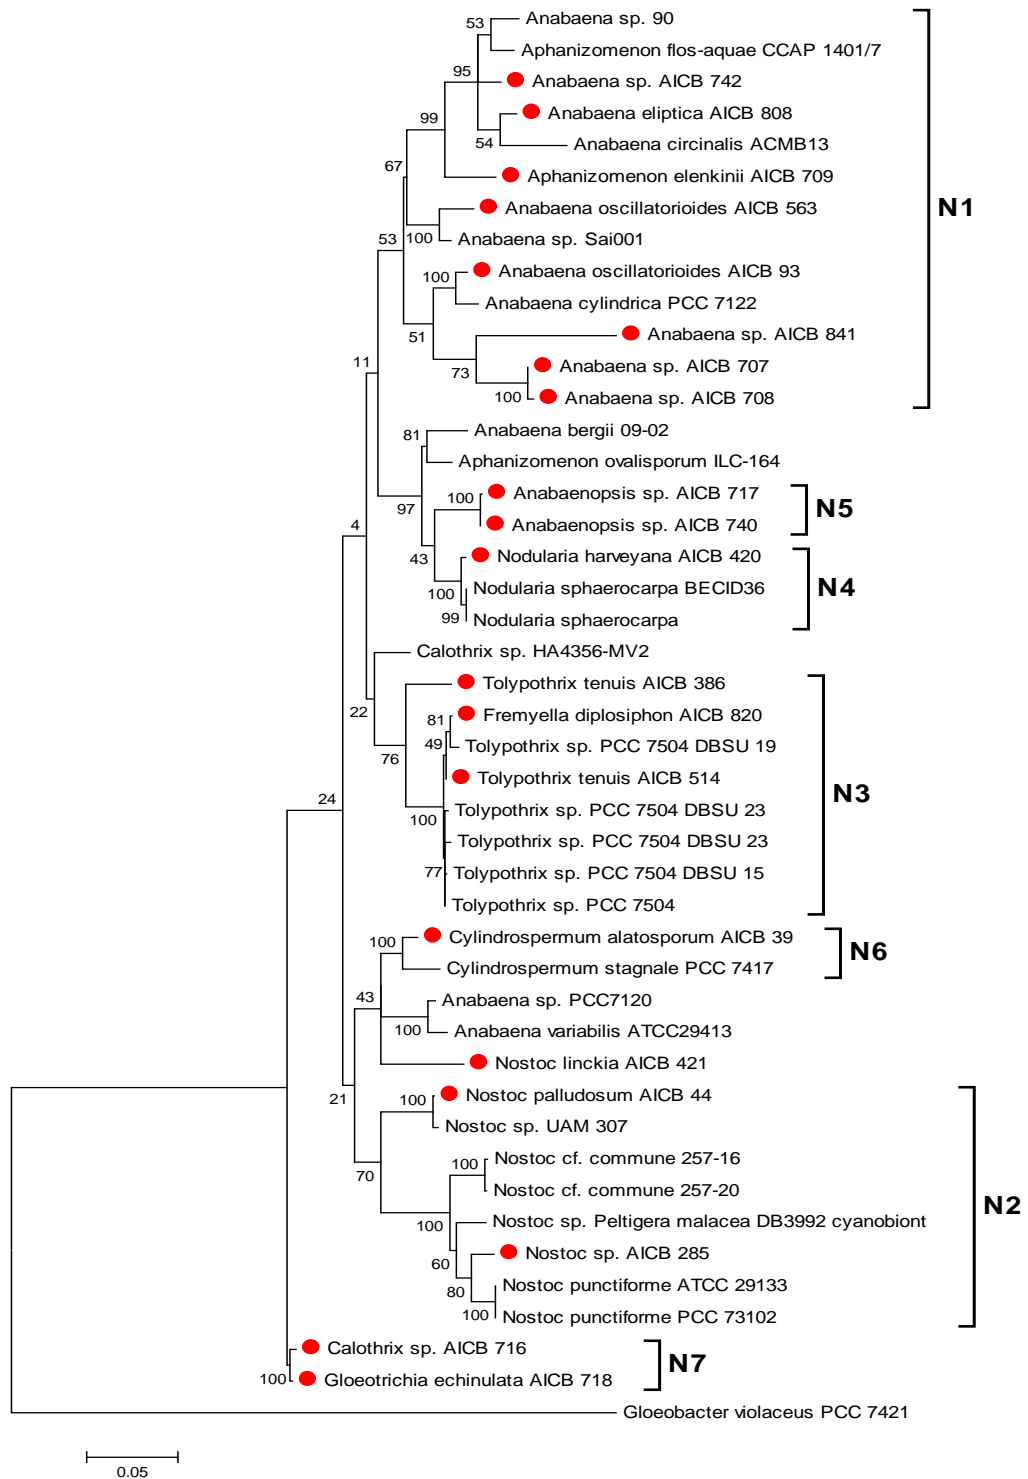 53
Anabaena sp. 90
Aphanizomenon flos-aquae CCAP 1401/7
95
Anabaena sp. AICB 742
99
Anabaena eliptica AICB 808
54
Anabaena circinalis ACMB13
67
Aphanizomenon elenkinii AICB 709
N1
Anabaena oscillatorioides AICB 563
53
100
Anabaena sp. Sai001
100
Anabaena oscillatorioides AICB 93
Anabaena cylindrica PCC 7122
51
Anabaena sp. AICB 841
11
73
Anabaena sp. AICB 707
100
Anabaena sp. AICB 708
81
Anabaena bergii 09-02
Aphanizomenon ovalisporum ILC-164
100
Anabaenopsis sp. AICB 717
97
N5
4
Anabaenopsis sp. AICB 740
43
Nodularia harveyana AICB 420
100
Nodularia sphaerocarpa BECID36
N4
99
Nodularia sphaerocarpa
Calothrix sp. HA4356-MV2
22
Tolypothrix tenuis AICB 386
81
Fremyella diplosiphon AICB 820
49
Tolypothrix sp. PCC 7504 DBSU 19
76
Tolypothrix tenuis AICB 514
N3
24
100
Tolypothrix sp. PCC 7504 DBSU 23
Tolypothrix sp. PCC 7504 DBSU 23
77
Tolypothrix sp. PCC 7504 DBSU 15
Tolypothrix sp. PCC 7504
100
Cylindrospermum alatosporum AICB 39
N6
Cylindrospermum stagnale PCC 7417
43
Anabaena sp. PCC7120
100
Anabaena variabilis ATCC29413
Nostoc linckia AICB 421
21
100
Nostoc palludosum AICB 44
Nostoc sp. UAM 307
70
100
Nostoc cf. commune 257-16
Nostoc cf. commune 257-20
N2
100
Nostoc sp. Peltigera malacea DB3992 cyanobiont
60
Nostoc sp. AICB 285
80
Nostoc punctiforme ATCC 29133
100
Nostoc punctiforme PCC 73102
Calothrix sp. AICB 716
N7
100
Gloeotrichia echinulata AICB 718
Gloeobacter violaceus PCC 7421
0.05